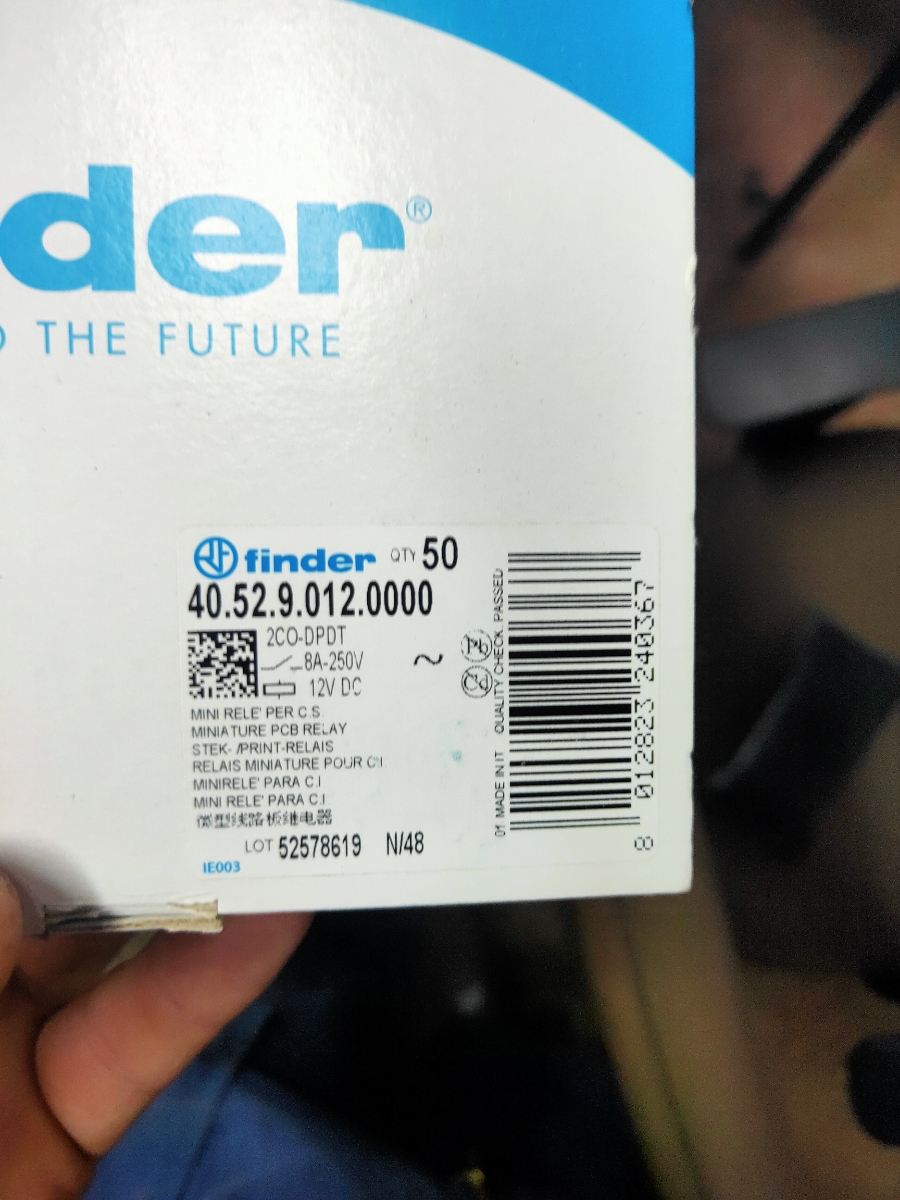 der®
THE FUTURE
finder QTY 50
40.52.9.012.0000
2CO-DPDT
8A-250V ~
12V DC
MINI RELE' PER C.S.
MINIATURE PCB RELAY
STEK- /PRINT-RELAIS
RELAIS MINIATURE POUR C.I
MINIRELE' PARA C.I
MINI RELE' PARA C.I
微型线路板继电器
LOT 52578619 N/48
IE003
01 MADE IN IT QUALITY CHECK PASSED
8 012823 240367